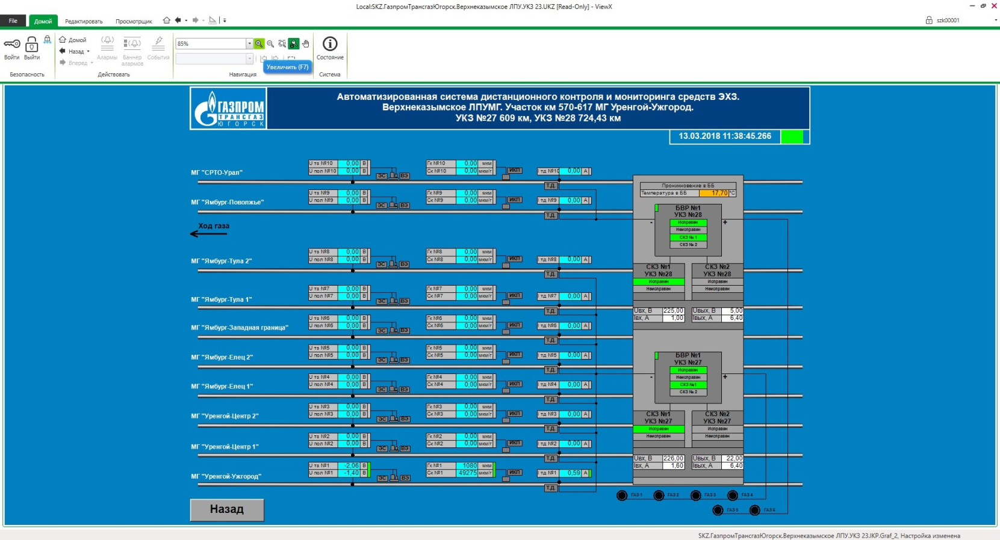 Local:SKZ.ГазпромТрансгазЮгорск.Верхнеказымское ЛПУ.УКЗ 23.UKZ [Read-Only] - ViewX
File Домой Редактировать Просмотрщик szk00001
Войти Выйти
Домой
Назад
Вперед
Алармы Баннер алармов События
85%
Увеличить (F7)
Состояние
Безопасность Действовать Навигация Система
ГАЗПРОМ
ТРАНСГАЗ
ЮГОРСК
Автоматизированная система дистанционного контроля и мониторинга средств ЭХЗ.
Верхнеказымское ЛПУМГ. Участок км 570-617 МГ Уренгой-Ужгород.
УКЗ №27 609 км, УКЗ №28 724,43 км
13.03.2018 11:38:45.266
МГ "СРТО-Урал"
U тз №10 0,00 В Гк №10 0,00 мкм
U пол №10 0,00 В Ск №10 0,00 мкм/г I тд №10 0,00 А
ЭС ВЭ ИКП Т.Д.
МГ "Ямбург-Поволжье"
U тз №9 0,00 В Гк №9 0,00 мкм
U пол №9 0,00 В Ск №9 0,00 мкм/г I тд №9 0,00 А
ЭС ВЭ ИКП Т.Д.
Ход газа
МГ "Ямбург-Тула 2"
U тз №8 0,00 В Гк №8 0,00 мкм
U пол №8 0,00 В Ск №8 0,00 мкм/г I тд №8 0,00 А
ЭС ВЭ ИКП Т.Д.
МГ "Ямбург-Тула 1"
U тз №7 0,00 В Гк №7 0,00 мкм
U пол №7 0,00 В Ск №7 0,00 мкм/г I тд №7 0,00 А
ЭС ВЭ ИКП Т.Д.
МГ "Ямбург-Западная граница"
U тз №6 0,00 В Гк №6 0,00 мкм
U пол №6 0,00 В Ск №6 0,00 мкм/г I тд №6 0,00 А
ЭС ВЭ ИКП Т.Д.
МГ "Ямбург-Елец 2"
U тз №5 0,00 В Гк №5 0,00 мкм
U пол №5 0,00 В Ск №5 0,00 мкм/г I тд №5 0,00 А
ЭС ВЭ ИКП Т.Д.
МГ "Ямбург-Елец 1"
U тз №4 0,00 В Гк №4 0,00 мкм
U пол №4 0,00 В Ск №4 0,00 мкм/г I тд №4 0,00 А
ЭС ВЭ ИКП Т.Д.
МГ "Уренгой-Центр 2"
U тз №3 0,00 В Гк №3 0,00 мкм
U пол №3 0,00 В Ск №3 0,00 мкм/г I тд №3 0,00 А
ЭС ВЭ ИКП Т.Д.
МГ "Уренгой-Центр 1"
U тз №2 0,00 В Гк №2 0,00 мкм
U пол №2 0,00 В Ск №2 0,00 мкм/г I тд №2 0,00 А
ЭС ВЭ ИКП Т.Д.
МГ "Уренгой-Ужгород"
U тз №1 -2,06 В Гк №1 1080 мкм
U пол №1 -1,40 В Ск №1 49275 мкм/г I тд №1 0,59 А
ЭС ВЭ ИКП Т.Д.
Проникновение в ББ
Температура в ББ 17,70 °C
БВР №1
УКЗ №28
Исправен
Неисправен
СКЗ № 1
СКЗ № 2
- +
СКЗ №1 СКЗ №2
УКЗ №28 УКЗ №28
Исправен Исправен
Неисправен Неисправен
Uвх, В 225,00 Uвых, В 5,00
Iвх, А 1,00 Iвых, А 6,40
БВР №1
УКЗ №27
Исправен
Неисправен
СКЗ №1
СКЗ № 2
- +
СКЗ №1 СКЗ №2
УКЗ №27 УКЗ №27
Исправен Исправен
Неисправен Неисправен
Uвх, В 226,00 Uвых, В 22,00
Iвх, А 1,60 Iвых, А 6,40
ГАЗ 1 ГАЗ 2 ГАЗ 3 ГАЗ 4
ГАЗ 5 ГАЗ 6
Назад
SKZ.ГазпромТрансгазЮгорск.Верхнеказымское ЛПУ.УКЗ 23.IKP.Graf_2, Настройка изменена